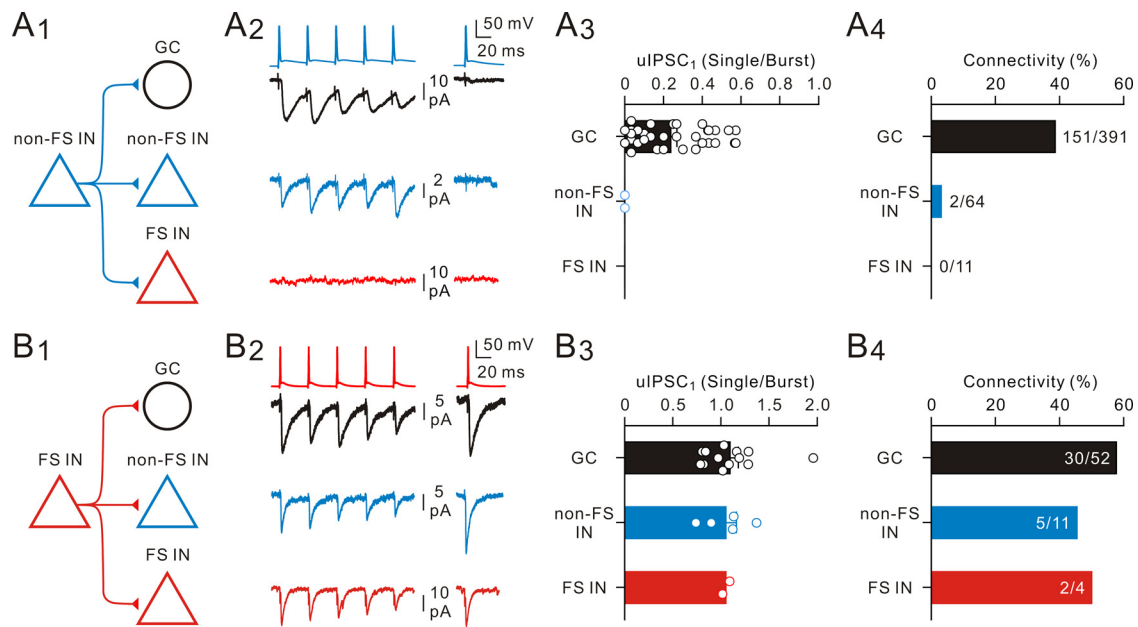 A1
GC
non-FS IN
non-FS IN
FS IN
A2
50 mV
20 ms
10
pA
2
pA
10
pA
A3
uIPSC1 (Single/Burst)
0 0.2 0.4 0.6 0.8 1.0
GC
non-FS
IN
FS IN
A4
Connectivity (%)
0 20 40 60
GC
151/391
non-FS
IN
2/64
FS IN
0/11
B1
GC
FS IN
non-FS IN
FS IN
B2
50 mV
20 ms
5
pA
5
pA
10
pA
B3
uIPSC1 (Single/Burst)
0 0.5 1.0 1.5 2.0
GC
non-FS
IN
FS IN
B4
Connectivity (%)
0 20 40 60
GC
30/52
non-FS
IN
5/11
FS IN
2/4